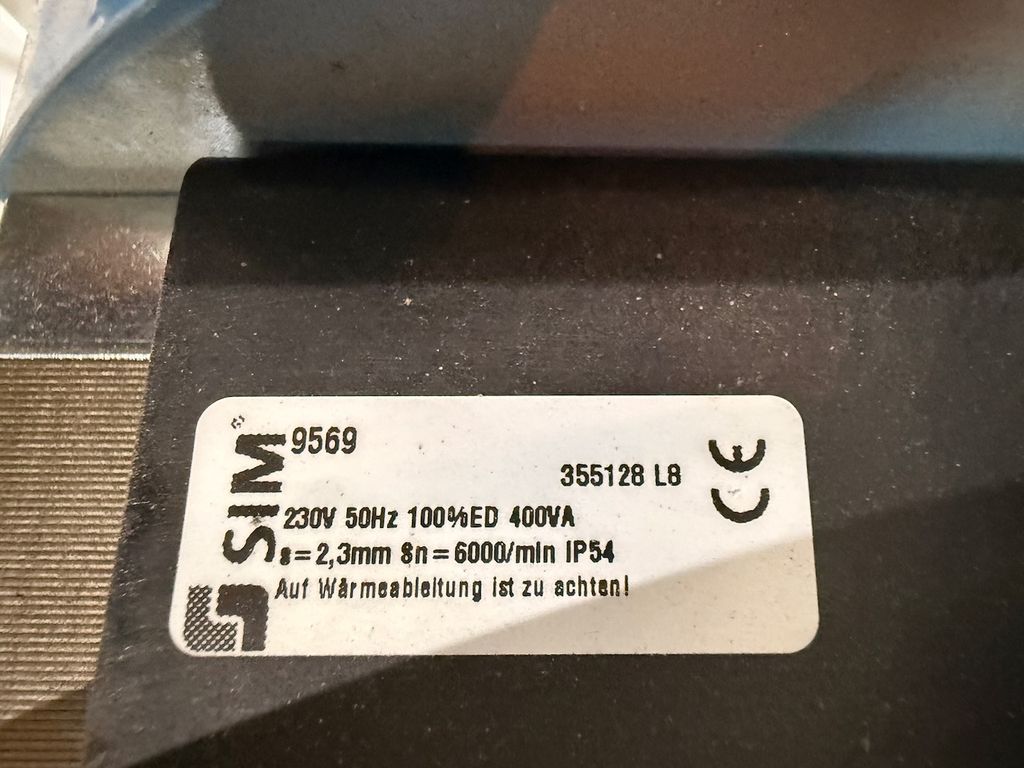 SIM®
9569
355128 L8
CE
230V 50Hz 100%ED 400VA
s=2,3mm Sn=6000/min IP54
Auf Wärmeableitung ist zu achten!